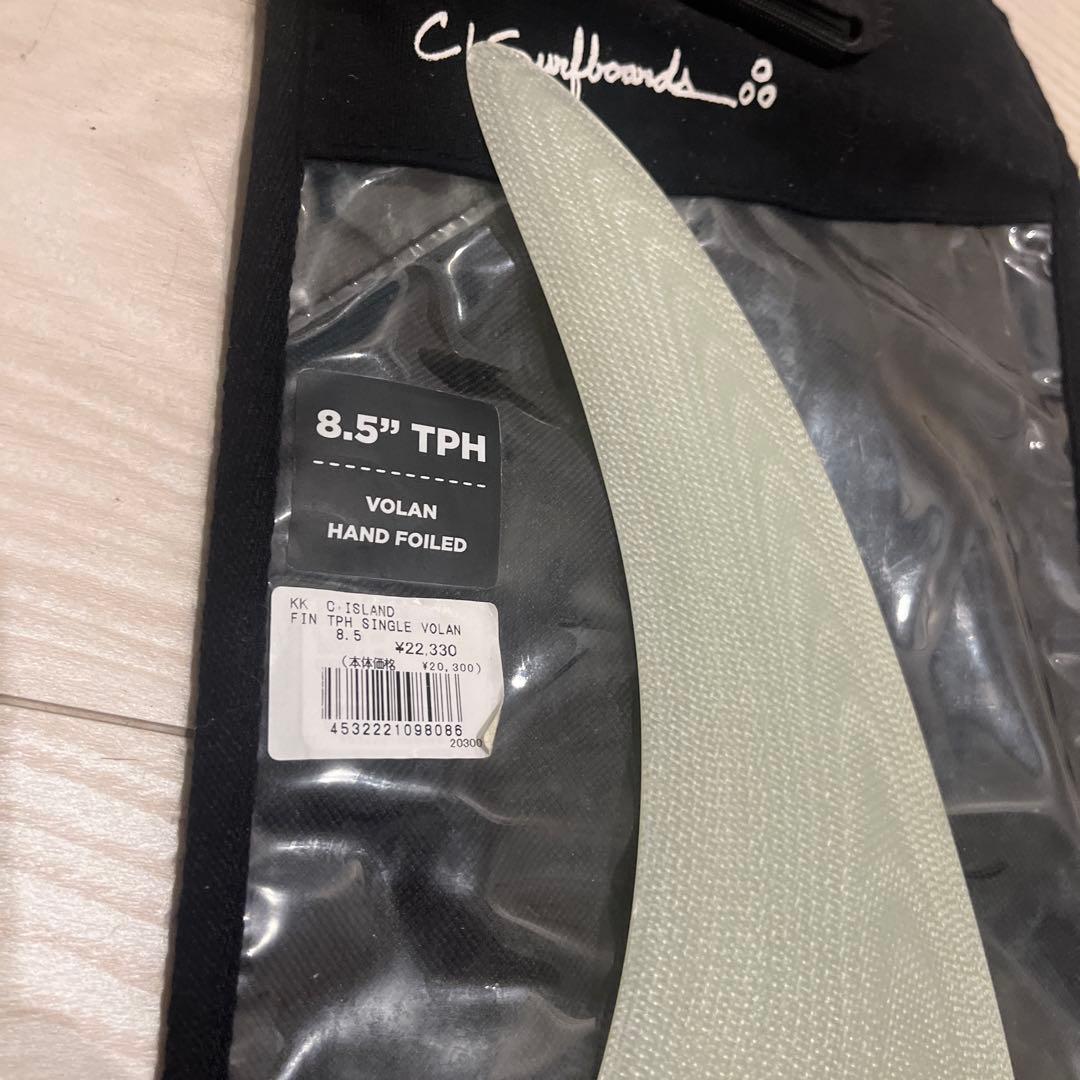 CI Surfboards
8.5” TPH
VOLAN
HAND FOILED
KK C.ISLAND
FIN TPH SINGLE VOLAN
8.5
¥22,330
(本体価格 ¥20,300)
4532221098086
20300